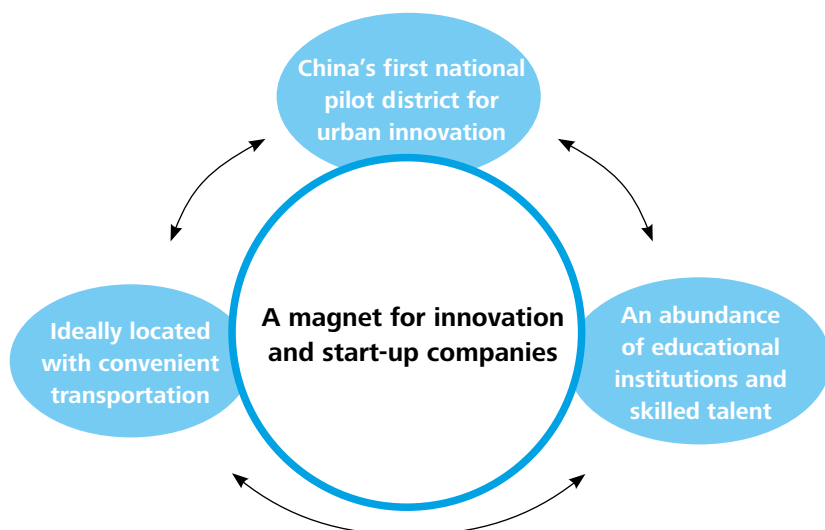 China’s first national
pilot district for
urban innovation
A magnet for innovation
and start-up companies
Ideally located
with convenient
transportation
An abundance
of educational
institutions and
skilled talent